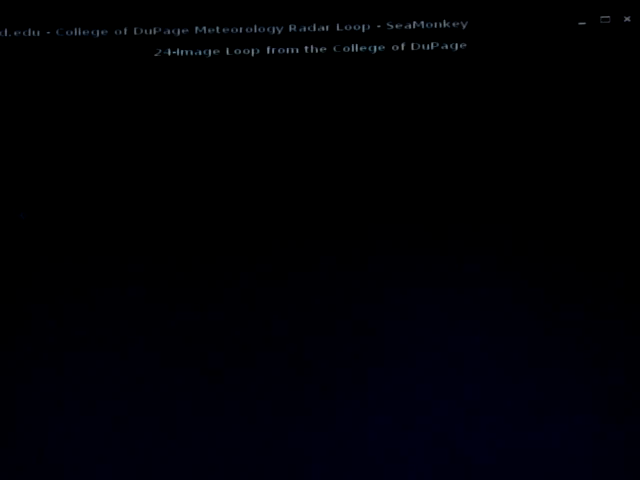 d.edu - College of DuPage Meteorology Radar Loop - SeaMonkey
24-Image Loop from the College of DuPage